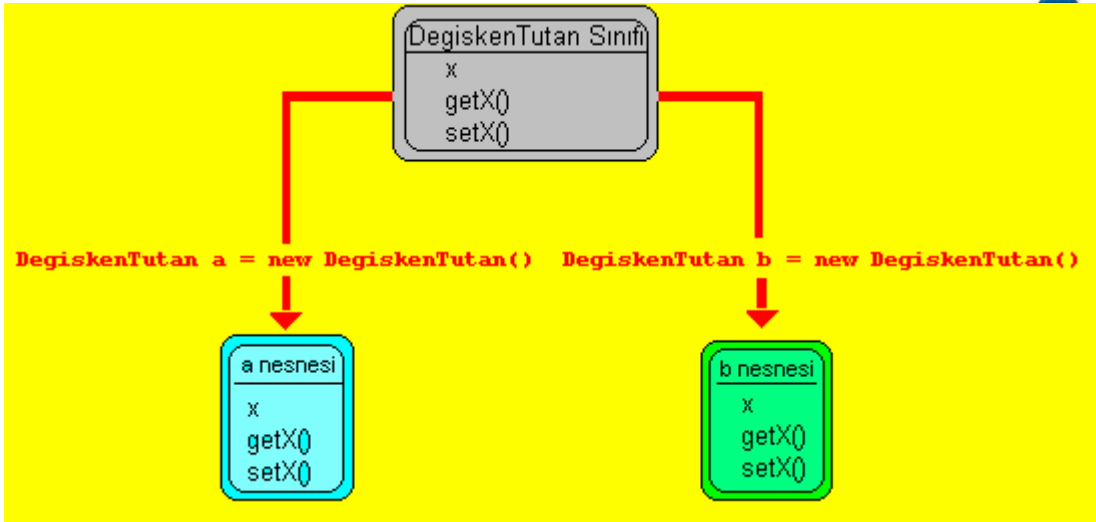 DegiskenTutan Sınıfı
x
getX()
setX()
DegiskenTutan a = new DegiskenTutan()
DegiskenTutan b = new DegiskenTutan()
a nesnesi
x
getX()
setX()
b nesnesi
x
getX()
setX()